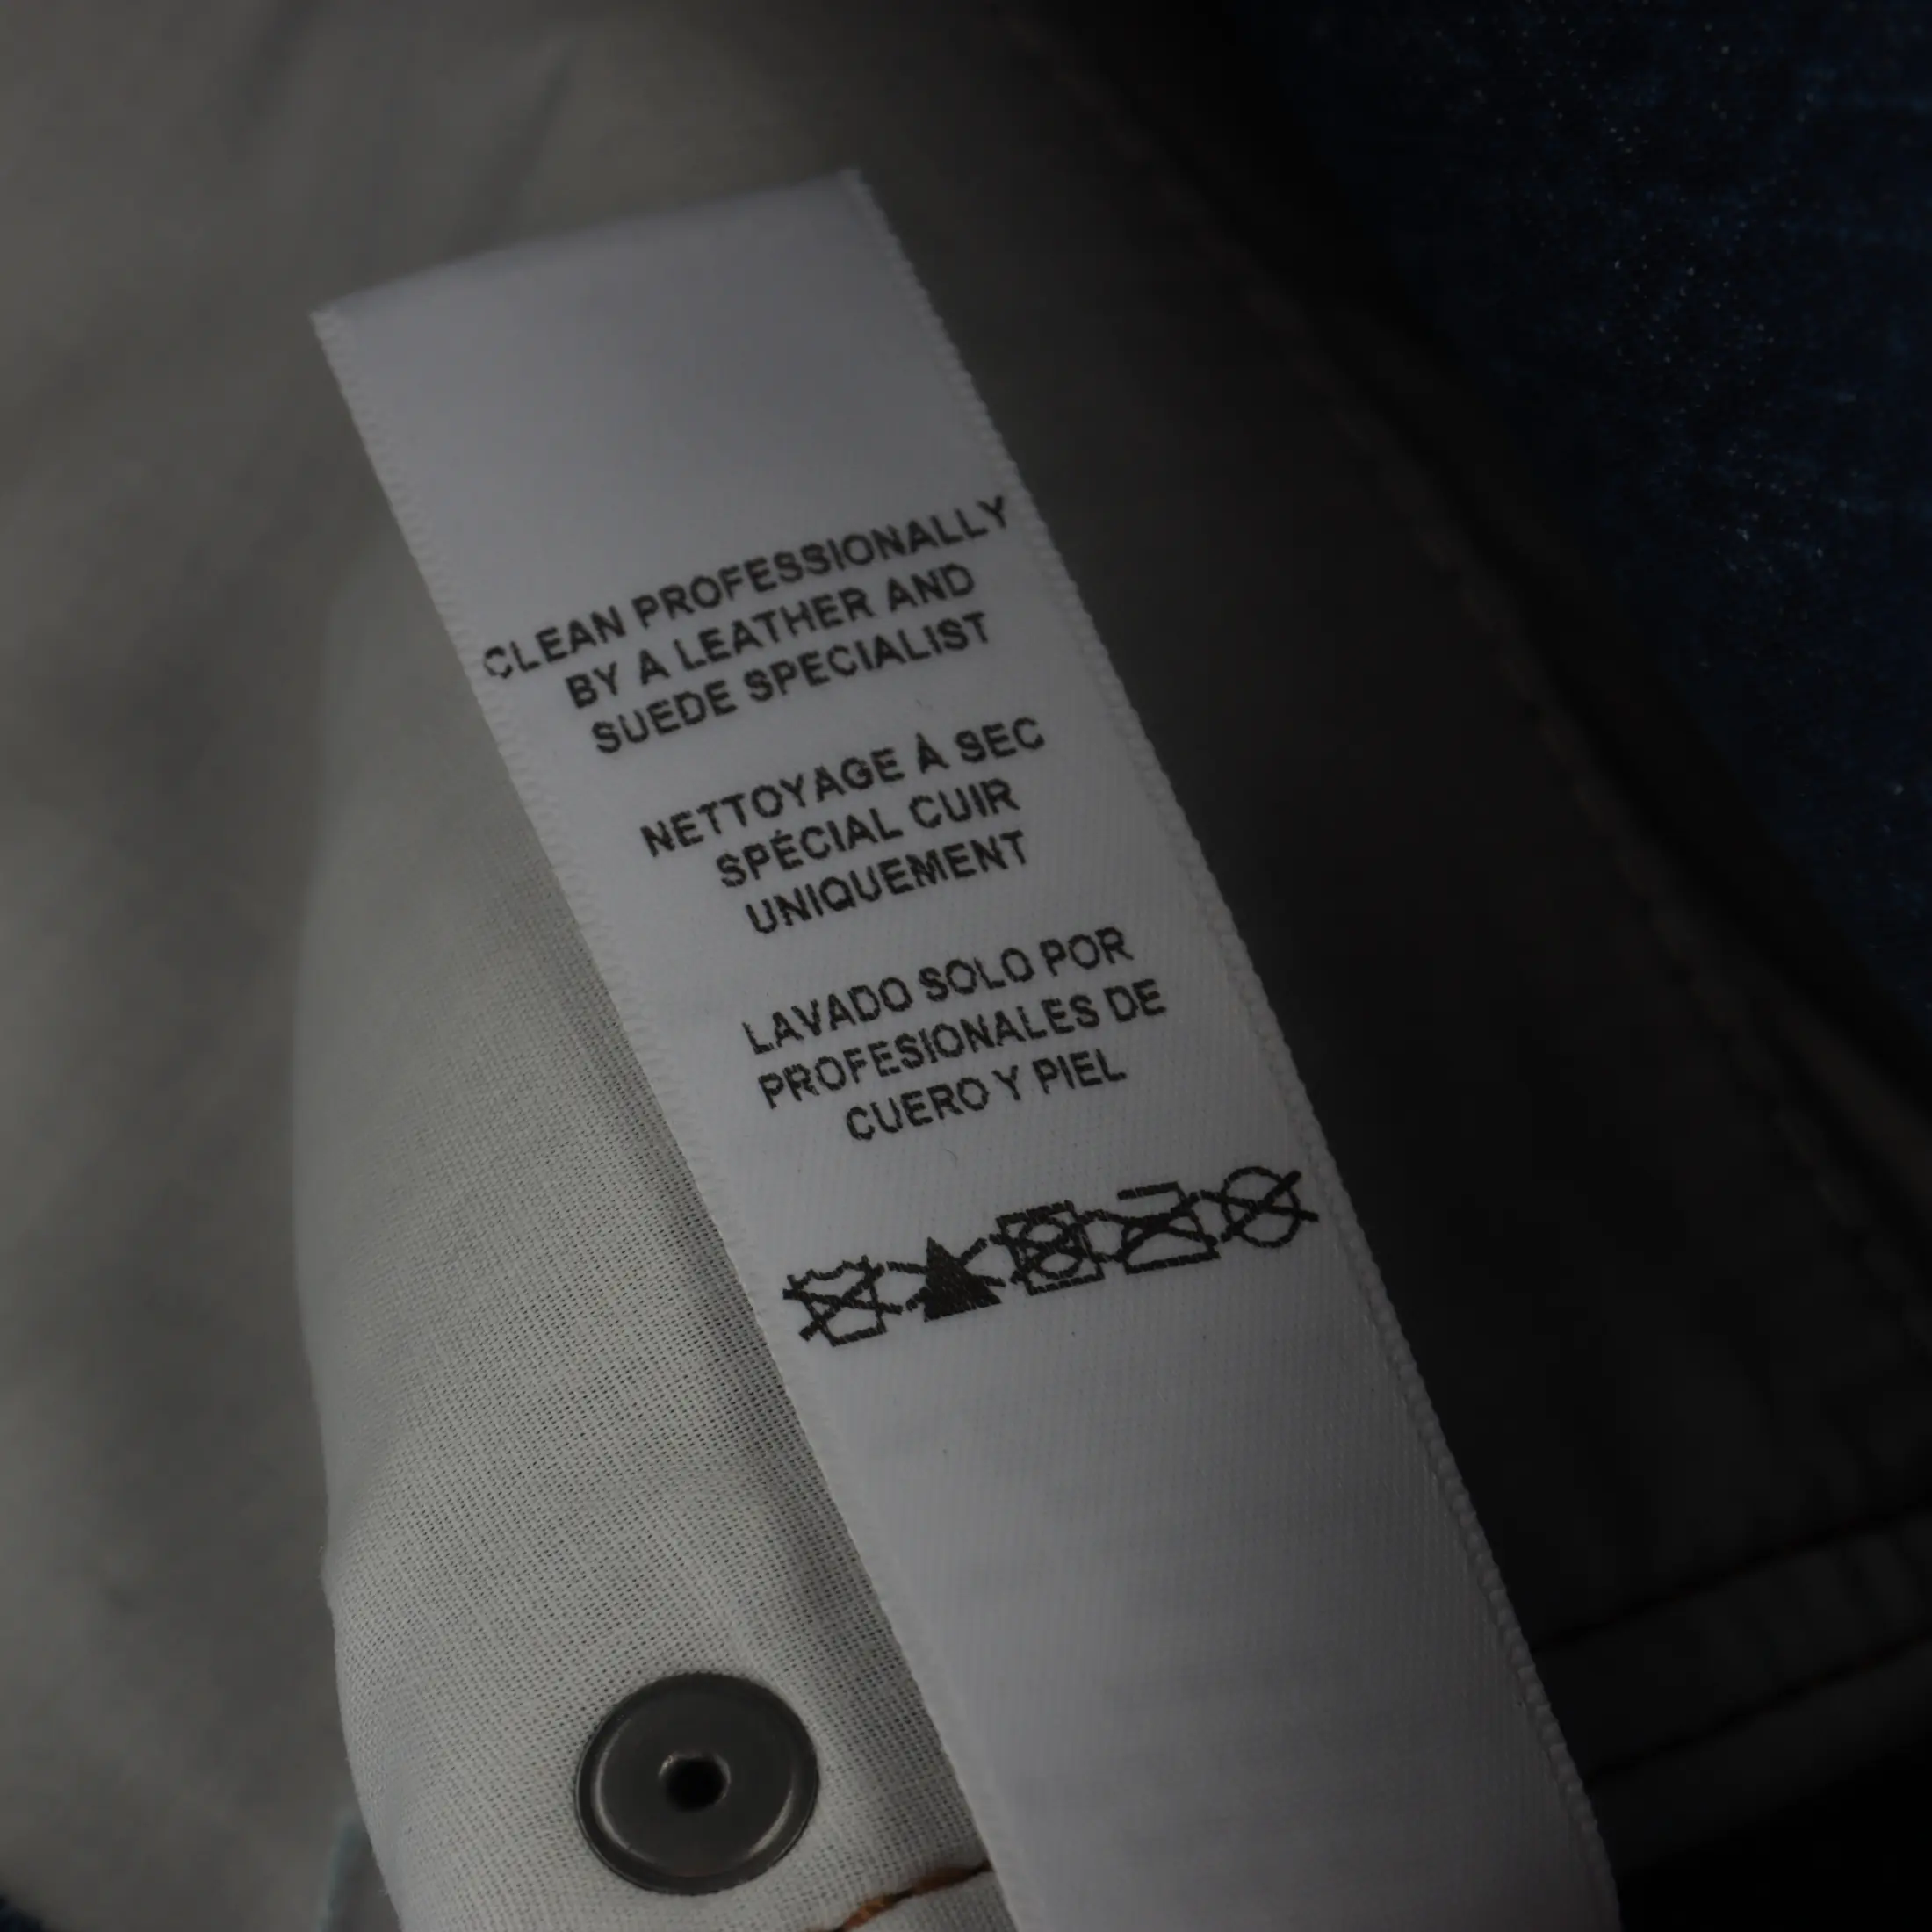 CLEAN PROFESSIONALLY
BY A LEATHER AND
SUEDE SPECIALIST
NETTOYAGE À SEC
SPÉCIAL CUIR
UNIQUEMENT
LAVADO SOLO POR
PROFESIONALES DE
CUERO Y PIEL